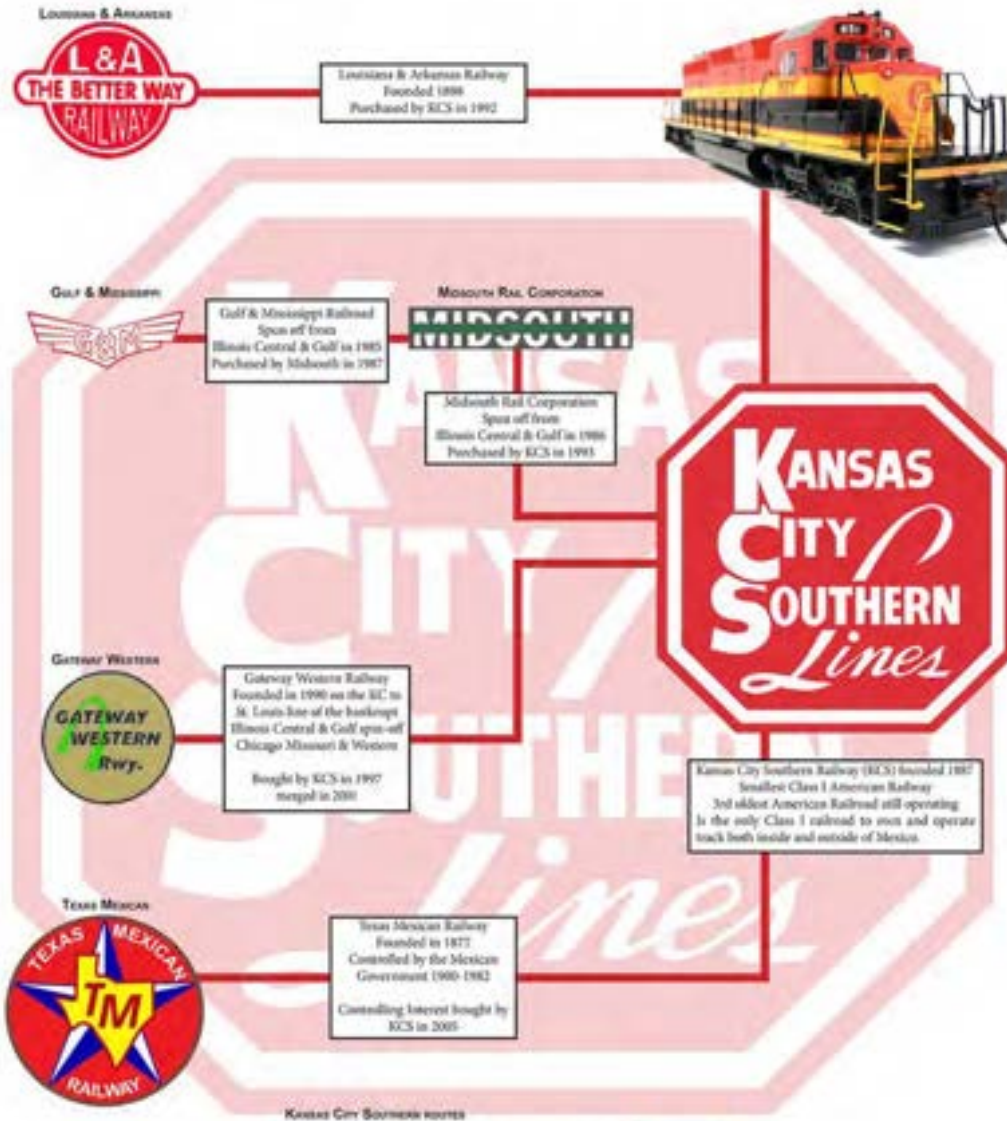 Louisiana & Arkansas
L & A
THE BETTER WAY
RAILWAY
Louisiana & Arkansas Railway
Founded 1898
Purchased by KCS in 1992
Gulf & Mississippi
G&M
Gulf & Mississippi Railroad
Spun off from
Illinois Central & Gulf in 1985
Purchased by Midsouth in 1987
Midsouth Rail Corporation
MIDSOUTH
Midsouth Rail Corporation
Spun off from
Illinois Central & Gulf in 1986
Purchased by KCS in 1993
KANSAS
CITY
SOUTHERN
Lines
KANSAS
CITY
SOUTHERN
Lines
Gateway Western
GATEWAY
WESTERN
Rwy.
Gateway Western Railway
Founded in 1990 on the KC to
St. Louis line of the bankrupt
Illinois Central & Gulf spin-off
Chicago Missouri & Western
Bought by KCS in 1997
merged in 2001
Kansas City Southern Railway (KCS) founded 1887
Smallest Class I American Railway
3rd oldest American Railroad still operating
Is the only Class I railroad to own and operate
track both inside and outside of Mexico.
Texas Mexican
TEXAS MEXICAN
TM
RAILWAY
Texas Mexican Railway
Founded in 1877
Controlled by the Mexican
Government 1900-1982
Controlling Interest bought by
KCS in 2005
Kansas City Southern routes